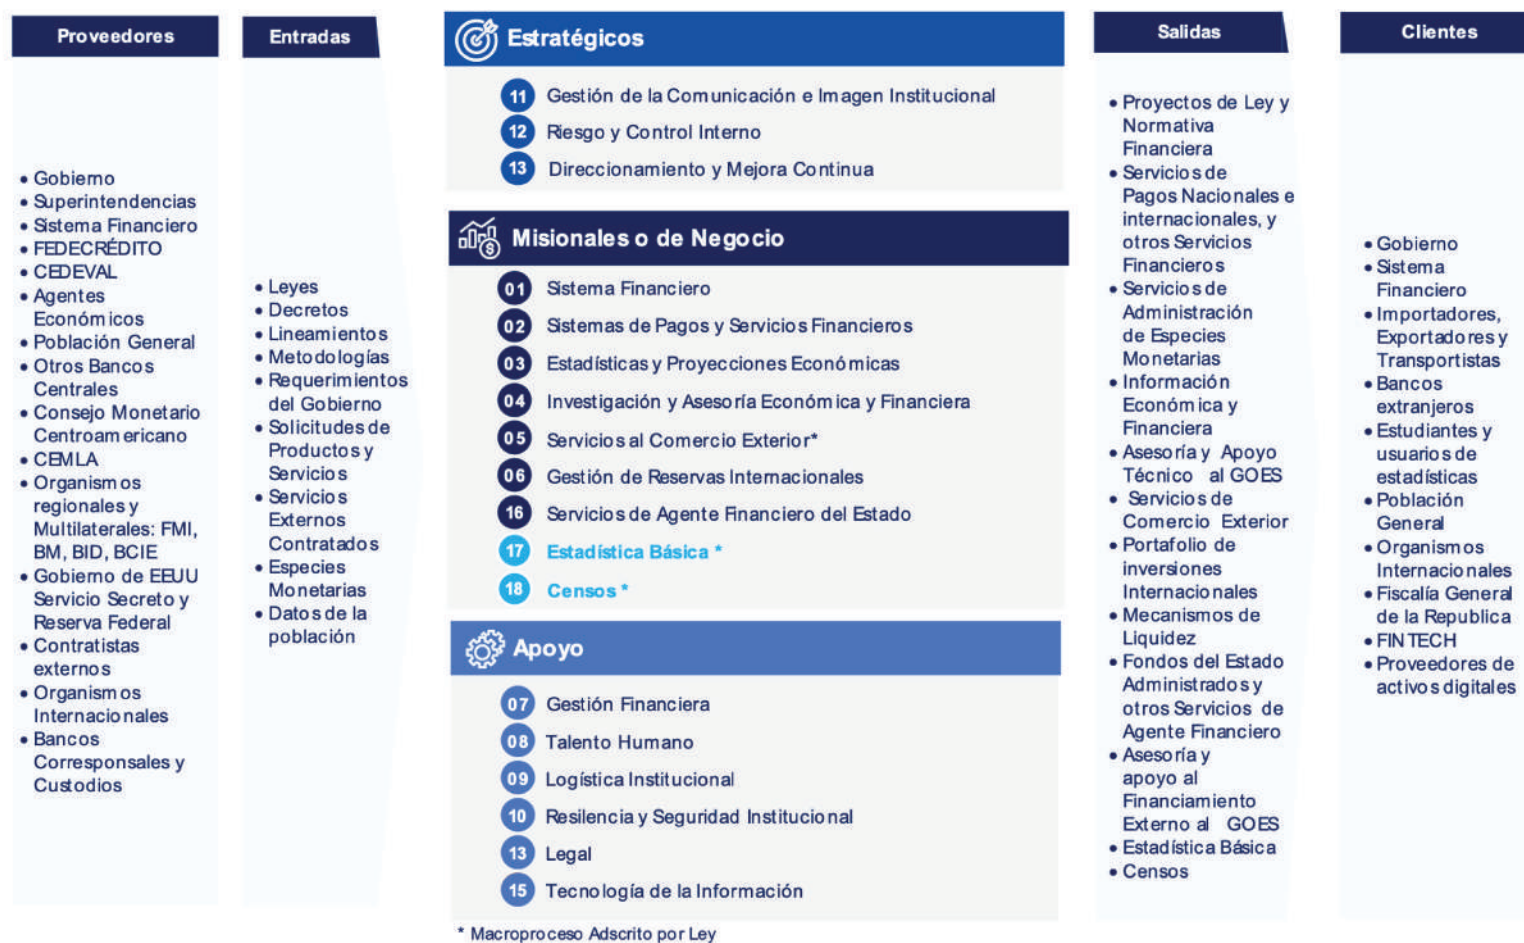 Proveedores
• Gobierno
• Superintendencias
• Sistema Financiero
• FEDECRÉDITO
• CEDEVAL
• Agentes
Económicos
• Población General
• Otros Bancos
Centrales
• Consejo Monetario
Centroamericano
• CEMLA
• Organismos
regionales y
Multilaterales: FMI,
BM, BID, BCIE
• Gobierno de EEUU
Servicio Secreto y
Reserva Federal
• Contratistas
externos
• Organismos
Internacionales
• Bancos
Corresponsales y
Custodios
Entradas
• Leyes
• Decretos
• Lineamientos
• Metodologías
• Requerimientos
del Gobierno
• Solicitudes de
Productos y
Servicios
• Servicios
Externos
Contratados
• Especies
Monetarias
• Datos de la
población
Estratégicos
11 Gestión de la Comunicación e Imagen Institucional
12 Riesgo y Control Interno
13 Direccionamiento y Mejora Continua
Misionales o de Negocio
01 Sistema Financiero
02 Sistemas de Pagos y Servicios Financieros
03 Estadísticas y Proyecciones Económicas
04 Investigación y Asesoría Económica y Financiera
05 Servicios al Comercio Exterior*
06 Gestión de Reservas Internacionales
16 Servicios de Agente Financiero del Estado
17 Estadística Básica *
18 Censos *
Apoyo
07 Gestión Financiera
08 Talento Humano
09 Logística Institucional
10 Resilencia y Seguridad Institucional
13 Legal
15 Tecnología de la Información
* Macroproceso Adscrito por Ley
Salidas
• Proyectos de Ley y
Normativa
Financiera
• Servicios de
Pagos Nacionales e
internacionales, y
otros Servicios
Financieros
• Servicios de
Administración
de Especies
Monetarias
• Información
Económica y
Financiera
• Asesoría y Apoyo
Técnico al GOES
• Servicios de
Comercio Exterior
• Portafolio de
inversiones
Internacionales
• Mecanismos de
Liquidez
• Fondos del Estado
Administrados y
otros Servicios de
Agente Financiero
• Asesoría y
apoyo al
Financiamiento
Externo al GOES
• Estadística Básica
• Censos
Clientes
• Gobierno
• Sistema
Financiero
• Importadores,
Exportadores y
Transportistas
• Bancos
extranjeros
• Estudiantes y
usuarios de
estadísticas
• Población
General
• Organismos
Internacionales
• Fiscalía General
de la Republica
• FINTECH
• Proveedores de
activos digitales